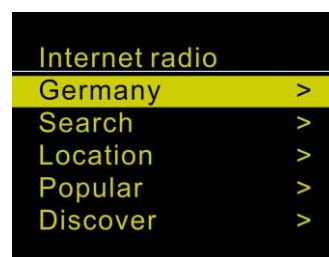 Internet radio
Germany >
Search >
Location >
Popular >
Discover >